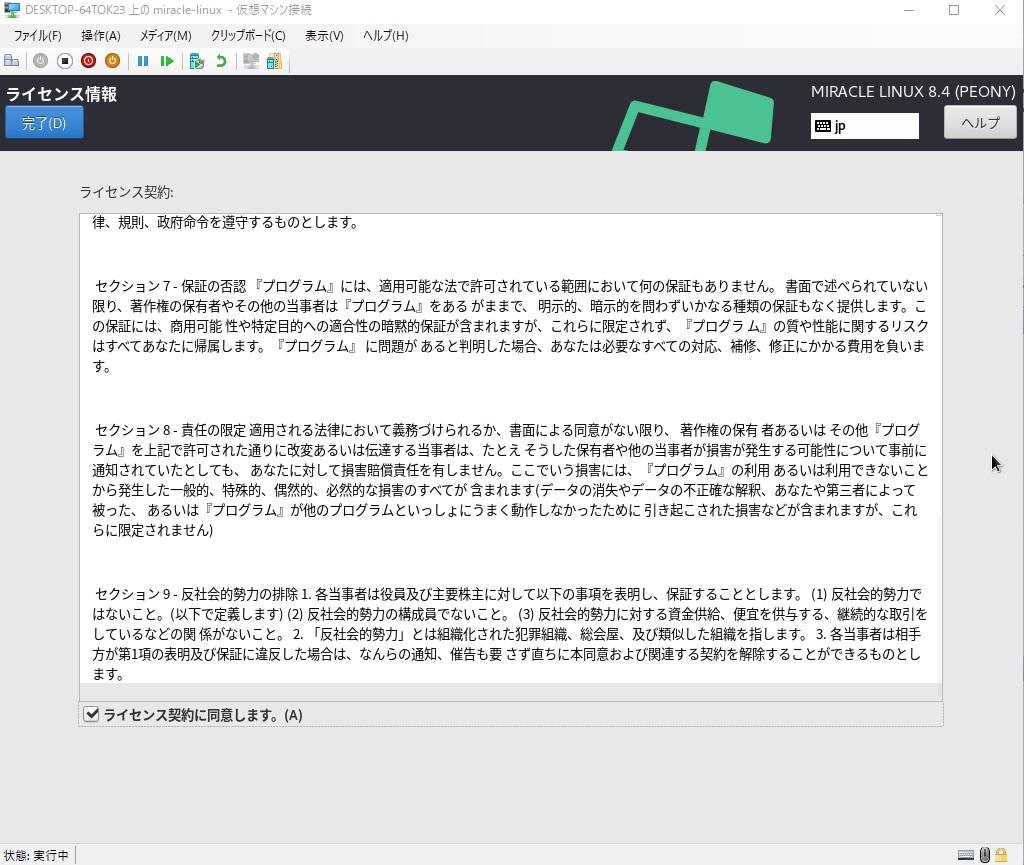 DESKTOP-64TOK23 上の miracle-linux - 仮想マシン接続
ファイル(F) 操作(A) メディア(M) クリップボード(C) 表示(V) ヘルプ(H)
ライセンス情報
MIRACLE LINUX 8.4 (PEONY)
完了(D)
jp
ヘルプ
ライセンス契約:
律、規則、政府命令を遵守するものとします。
セクション 7 - 保証の否認 『プログラム』には、適用可能な法で許可されている範囲において何の保証もありません。 書面で述べられていない
限り、著作権の保有者やその他の当事者は『プログラム』をある がままで、 明示的、暗示的を問わずいかなる種類の保証もなく提供します。こ
の保証には、商用可能 性や特定目的への適合性の暗黙的保証が含まれますが、これらに限定されず、 『プログラ ム』の質や性能に関するリスク
はすべてあなたに帰属します。『プログラム』 に問題が あると判明した場合、あなたは必要なすべての対応、補修、修正にかかる費用を負いま
す。
セクション 8 - 責任の限定 適用される法律において義務づけられるか、書面による同意がない限り、 著作権の保有 者あるいは その他『プログ
ラム』を上記で許可された通りに改変あるいは伝達する当事者は、たとえ そうした保有者や他の当事者が損害が発生する可能性について事前に
通知されていたとしても、 あなたに対して損害賠償責任を有しません。ここでいう損害には、『プログラム』の利用 あるいは利用できないこと
から発生した一般的、特殊的、偶然的、必然的な損害のすべてが 含まれます(データの消失やデータの不正確な解釈、あなたや第三者によって
被った、 あるいは『プログラム』が他のプログラムといっしょにうまく動作しなかったために 引き起こされた損害などが含まれますが、これ
らに限定されません)
セクション 9 - 反社会的勢力の排除 1. 各当事者は役員及び主要株主に対して以下の事項を表明し、保証することとします。 (1) 反社会的勢力で
はないこと。(以下で定義します) (2) 反社会的勢力の構成員でないこと。 (3) 反社会的勢力に対する資金供給、便宜を供与する、継続的な取引を
しているなどの関 係がないこと。 2. 「反社会的勢力」とは組織化された犯罪組織、総会屋、及び類似した組織を指します。 3. 各当事者は相手
方が第1項の表明及び保証に違反した場合は、なんらの通知、催告も要 さず直ちに本同意および関連する契約を解除することができるものとし
ます。
ライセンス契約に同意します。(A)
状態: 実行中